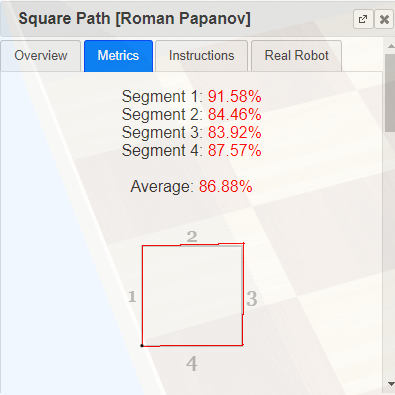 Square Path [Roman Papanov]
Overview
Metrics
Instructions
Real Robot
Segment 1: 91.58%
Segment 2: 84.46%
Segment 3: 83.92%
Segment 4: 87.57%
Average: 86.88%
2
1
3
4